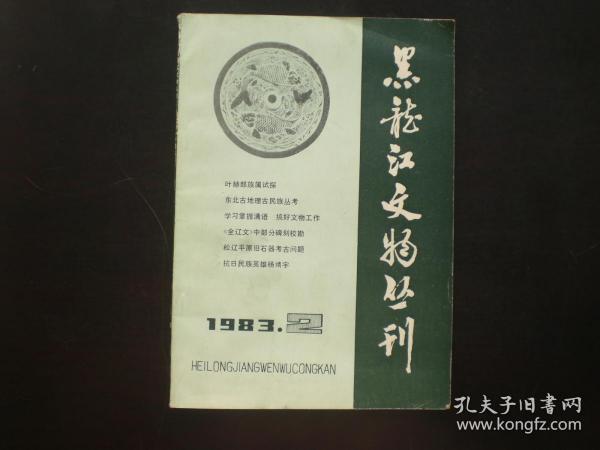 黑龙江文物丛刊
叶赫部族属试探
东北古地理古民族丛考
学习掌握满语 搞好文物工作
《全辽文》中部分碑刻校勘
松辽平原旧石器考古问题
抗日民族英雄杨靖宇
1983.2
HEILONGJIANGWENWUCONGKAN
孔夫子旧书网
www.kongfz.com